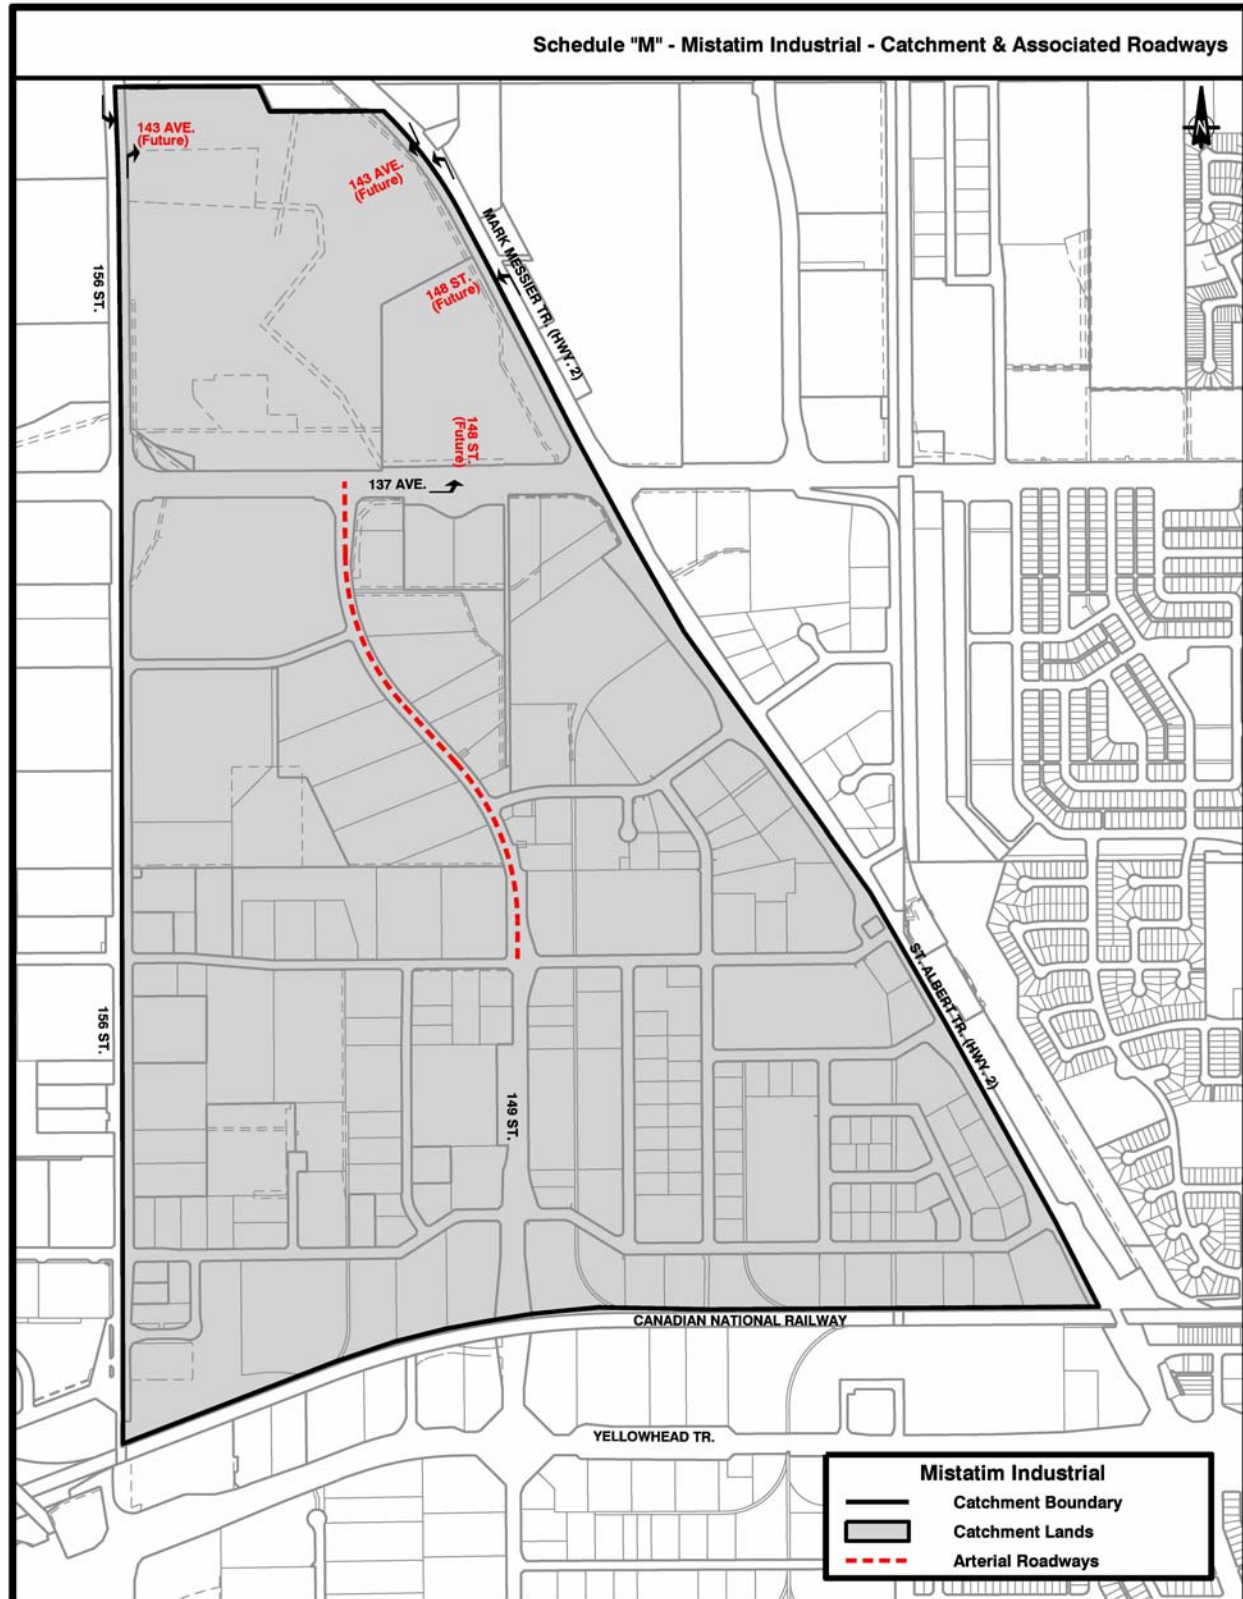 Schedule "M" - Mistatim Industrial - Catchment & Associated Roadways
N
143 AVE.
(Future)
143 AVE.
(Future)
MARK MESSIER TR. (HWY. 2)
156 ST.
148 ST.
(Future)
148 ST.
(Future)
137 AVE.
ST. ALBERT TR. (HWY. 2)
156 ST.
149 ST.
CANADIAN NATIONAL RAILWAY
YELLOWHEAD TR.
Mistatim Industrial
Catchment Boundary
Catchment Lands
Arterial Roadways